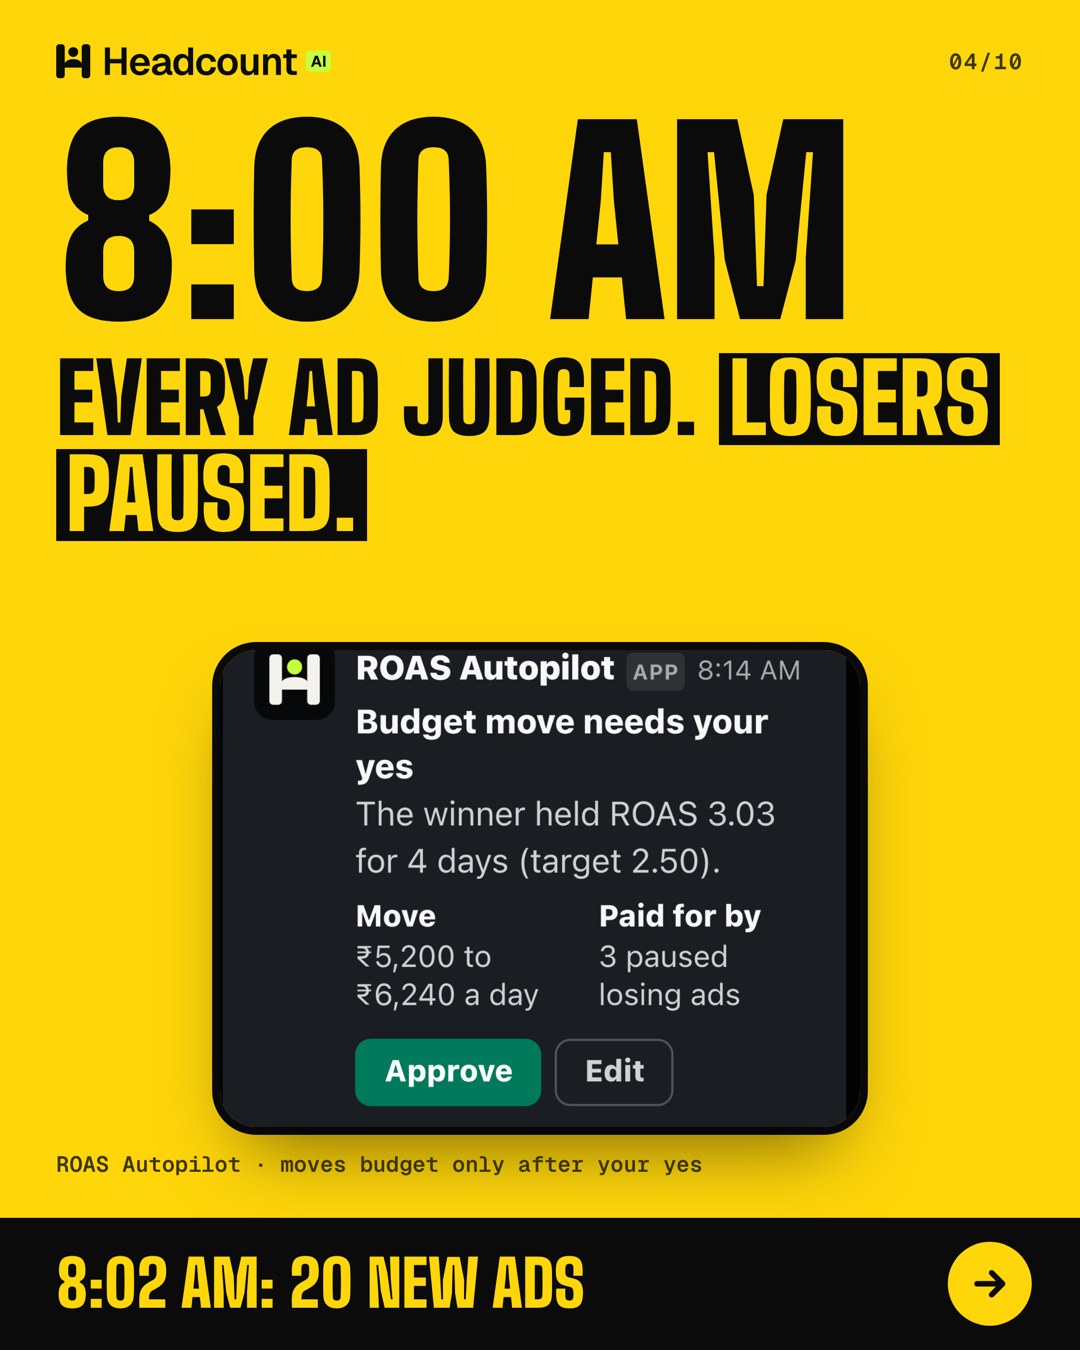 Headcount AI
04/10
8:00 AM
EVERY AD JUDGED. LOSERS
PAUSED.
ROAS Autopilot APP 8:14 AM
Budget move needs your
yes
The winner held ROAS 3.03
for 4 days (target 2.50).
Move
₹5,200 to
₹6,240 a day
Paid for by
3 paused
losing ads
Approve
Edit
ROAS Autopilot · moves budget only after your yes
8:02 AM: 20 NEW ADS